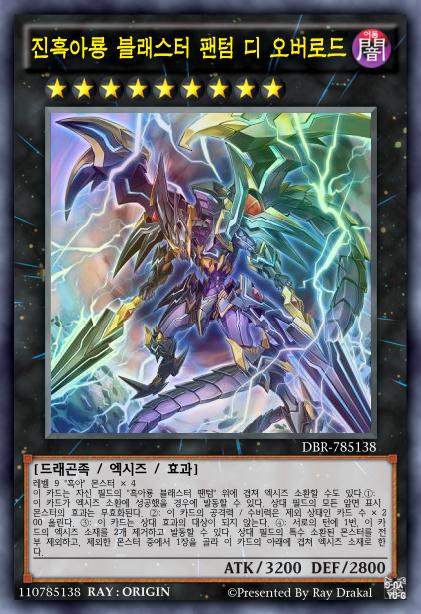 진흑아룡 블래스터 팬텀 디 오버로드
어둠
闇
DBR-785138
[드래곤족 / 엑시즈 / 효과]
레벨 9 "흑아" 몬스터 × 4
이 카드는 자신 필드의 "흑아룡 블래스터 팬텀" 위에 겹쳐 엑시즈 소환할 수도 있다.①:
이 카드가 엑시즈 소환에 성공했을 경우에 발동할 수 있다. 상대 필드의 모든 앞면 표시
몬스터의 효과는 무효화된다. ②: 이 카드의 공격력 / 수비력은 제외 상태인 카드 수 × 2
00 올린다. ③: 이 카드는 상대 효과의 대상이 되지 않는다. ④: 서로의 턴에 1번, 이 카
드의 엑시즈 소재를 2개 제거하고 발동할 수 있다. 상대 필드의 특수 소환된 몬스터를 전
부 제외하고, 제외한 몬스터 중에서 1장을 골라 이 카드의 아래에 겹쳐 엑시즈 소재로 한
다.
ATK/3200 DEF/2800
110785138 RAY : ORIGIN
©Presented By Ray Drakal